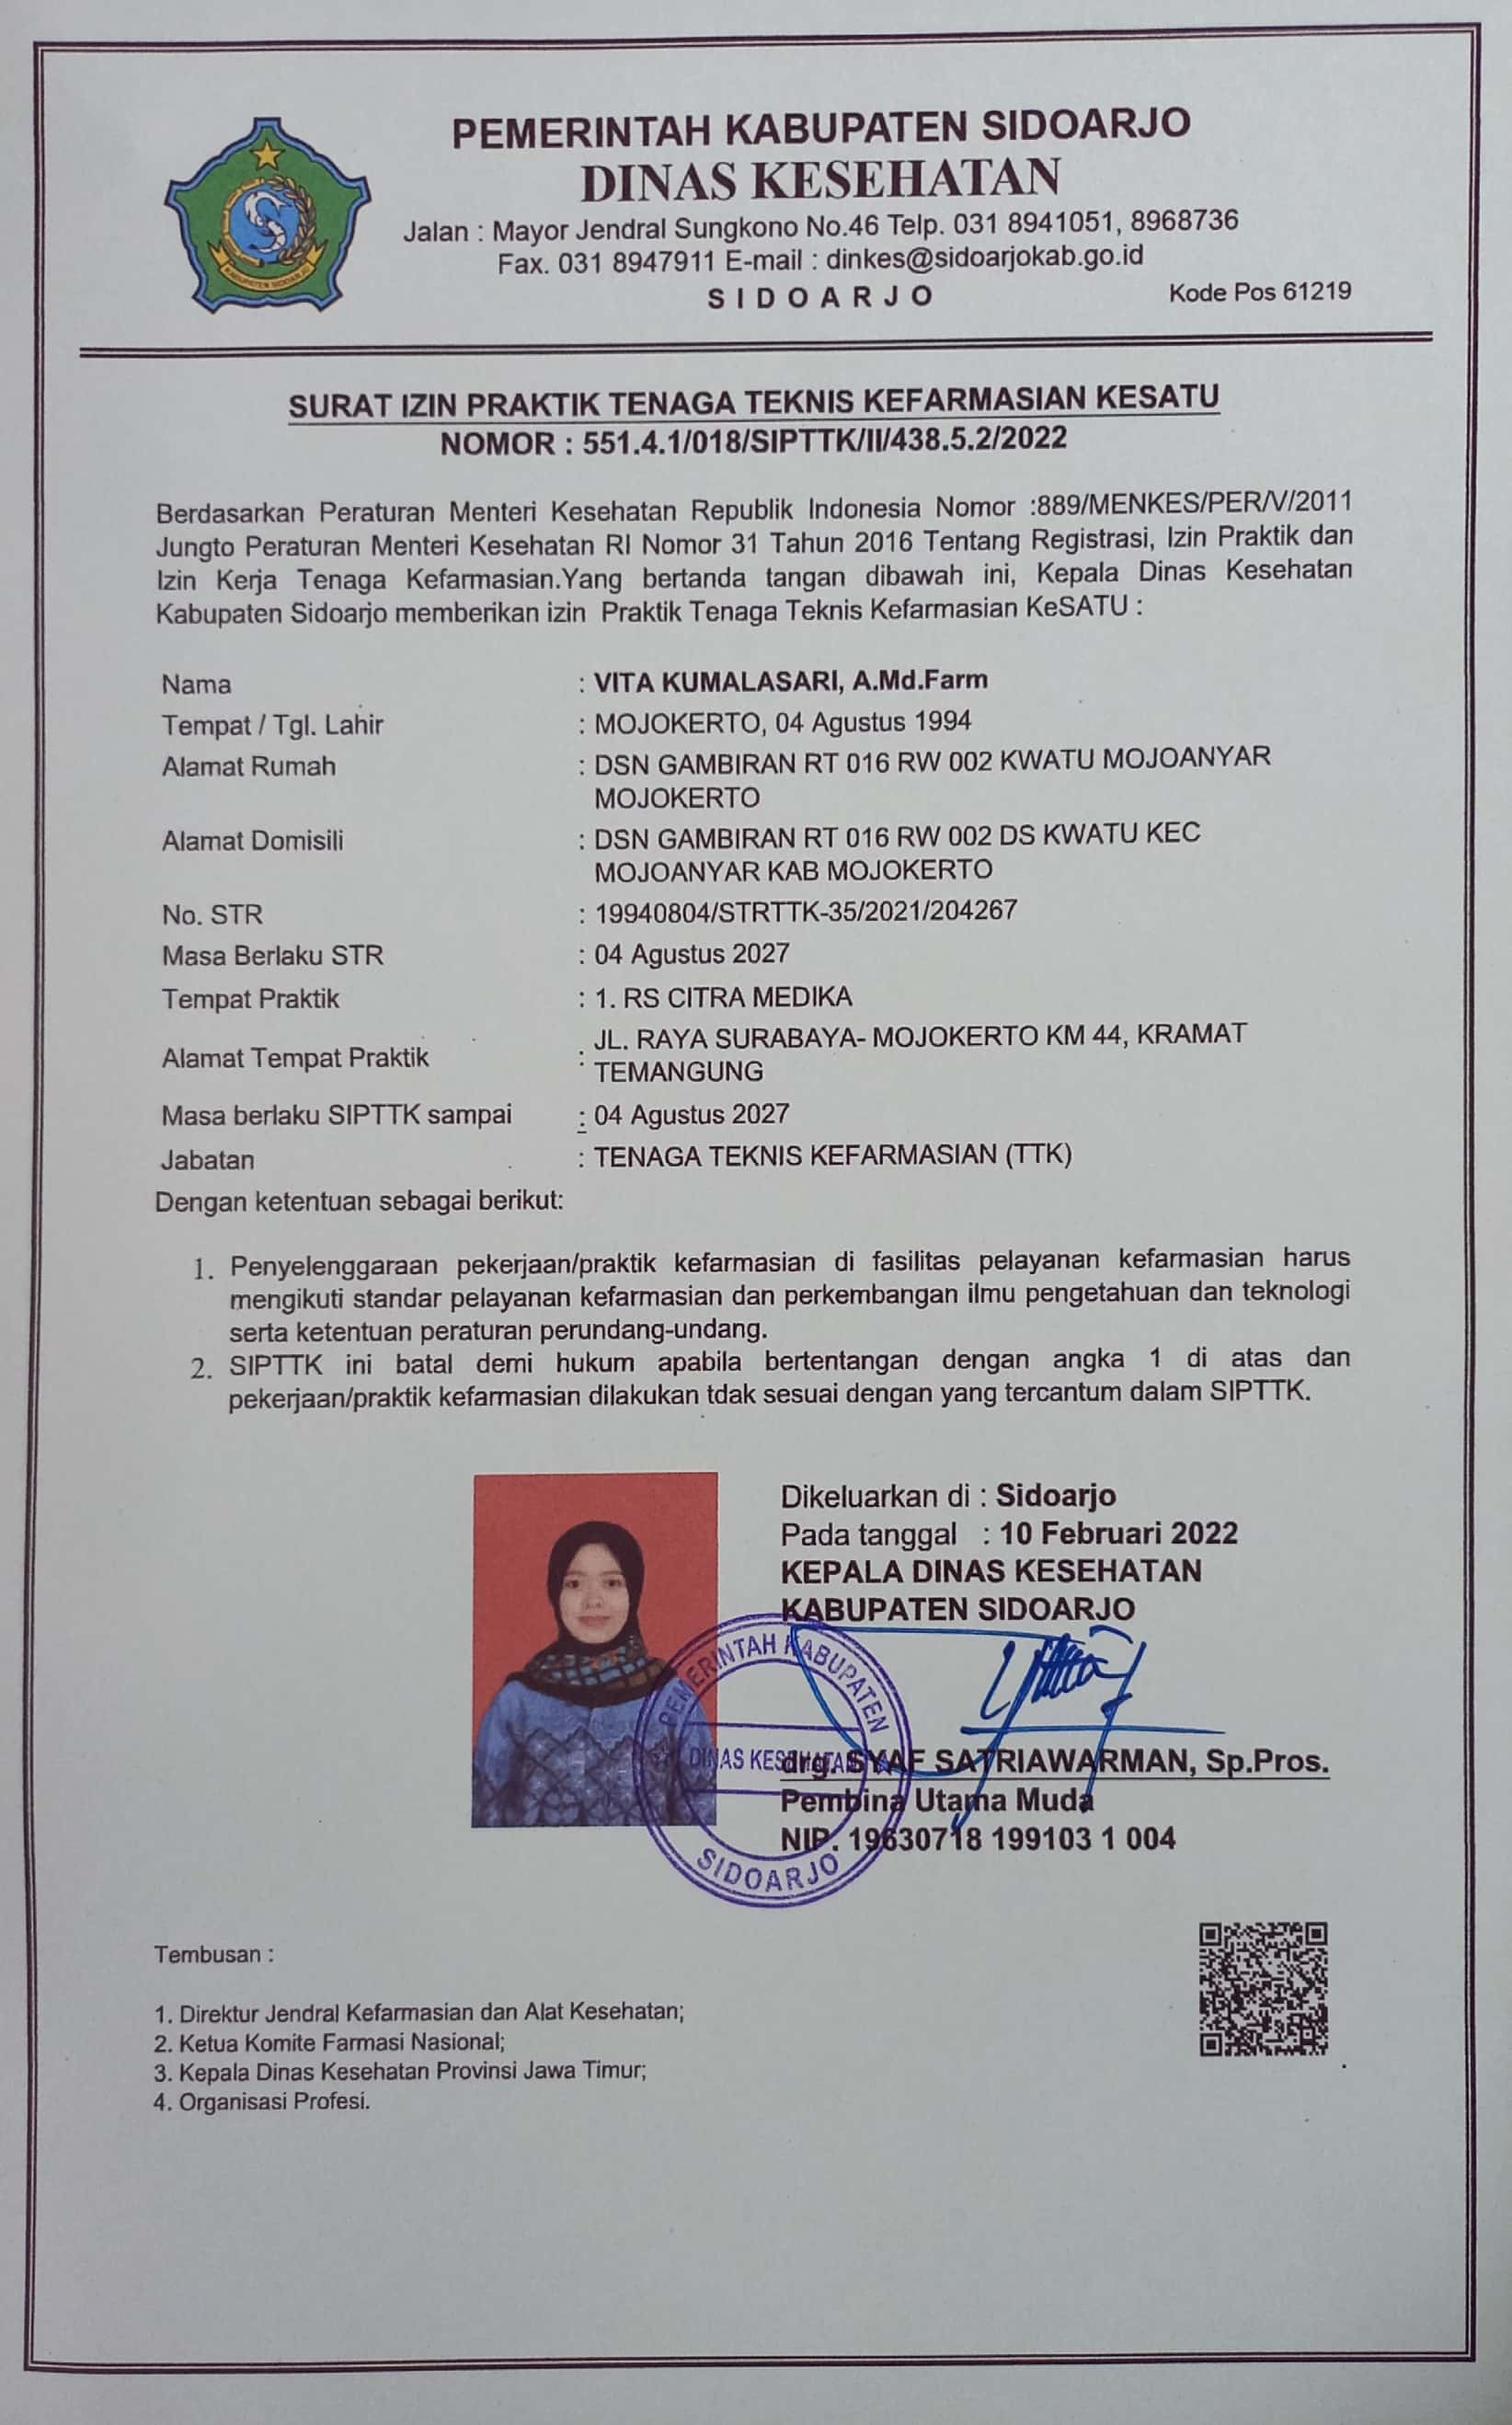 PEMERINTAH KABUPATEN SIDOARJO
DINAS KESEHATAN
Jalan : Mayor Jendral Sungkono No.46 Telp. 031 8941051, 8968736
Fax. 031 8947911 E-mail : dinkes@sidoarjokab.go.id
S I D O A R J O Kode Pos 61219
KABUPATEN SIDOARJO
SURAT IZIN PRAKTIK TENAGA TEKNIS KEFARMASIAN KESATU
NOMOR : 551.4.1/018/SIPTTK/II/438.5.2/2022
Berdasarkan Peraturan Menteri Kesehatan Republik Indonesia Nomor :889/MENKES/PER/V/2011
Jungto Peraturan Menteri Kesehatan RI Nomor 31 Tahun 2016 Tentang Registrasi, Izin Praktik dan
Izin Kerja Tenaga Kefarmasian.Yang bertanda tangan dibawah ini, Kepala Dinas Kesehatan
Kabupaten Sidoarjo memberikan izin Praktik Tenaga Teknis Kefarmasian KeSATU :
Nama : VITA KUMALASARI, A.Md.Farm
Tempat / Tgl. Lahir : MOJOKERTO, 04 Agustus 1994
Alamat Rumah : DSN GAMBIRAN RT 016 RW 002 KWATU MOJOANYAR
MOJOKERTO
Alamat Domisili : DSN GAMBIRAN RT 016 RW 002 DS KWATU KEC
MOJOANYAR KAB MOJOKERTO
No. STR : 19940804/STRTTK-35/2021/204267
Masa Berlaku STR : 04 Agustus 2027
Tempat Praktik : 1. RS CITRA MEDIKA
Alamat Tempat Praktik : JL. RAYA SURABAYA- MOJOKERTO KM 44, KRAMAT
TEMANGUNG
Masa berlaku SIPTTK sampai : 04 Agustus 2027
Jabatan : TENAGA TEKNIS KEFARMASIAN (TTK)
Dengan ketentuan sebagai berikut:
1. Penyelenggaraan pekerjaan/praktik kefarmasian di fasilitas pelayanan kefarmasian harus
mengikuti standar pelayanan kefarmasian dan perkembangan ilmu pengetahuan dan teknologi
serta ketentuan peraturan perundang-undang.
2. SIPTTK ini batal demi hukum apabila bertentangan dengan angka 1 di atas dan
pekerjaan/praktik kefarmasian dilakukan tdak sesuai dengan yang tercantum dalam SIPTTK.
Dikeluarkan di : Sidoarjo
Pada tanggal : 10 Februari 2022
KEPALA DINAS KESEHATAN
KABUPATEN SIDOARJO
PEMERINTAH KABUPATEN
DINAS KESEHATAN
SIDOARJO
drg. SYAF SATRIAWARMAN, Sp.Pros.
Pembina Utama Muda
NIP. 19630718 199103 1 004
Tembusan :
1. Direktur Jendral Kefarmasian dan Alat Kesehatan;
2. Ketua Komite Farmasi Nasional;
3. Kepala Dinas Kesehatan Provinsi Jawa Timur;
4. Organisasi Profesi.